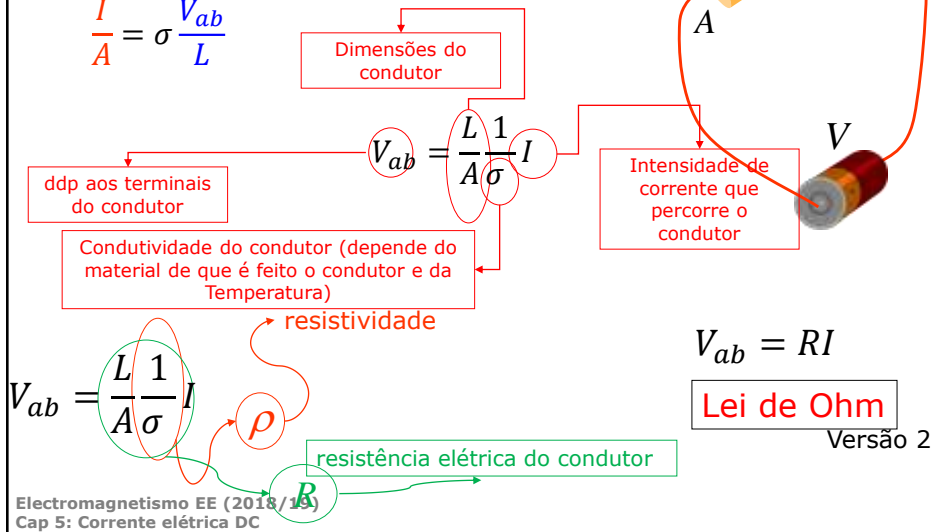 I/A = σ V_ab/L
A
Dimensões do
condutor
V_ab = L/A 1/σ I
V
ddp aos terminais
do condutor
Intensidade de
corrente que
percorre o
condutor
Condutividade do condutor (depende do
material de que é feito o condutor e da
Temperatura)
resistividade
V_ab = L/A 1/σ I
ρ
V_ab = RI
Lei de Ohm
Versão 2
resistência elétrica do condutor
R
Electromagnetismo EE (2018/19)
Cap 5: Corrente elétrica DC